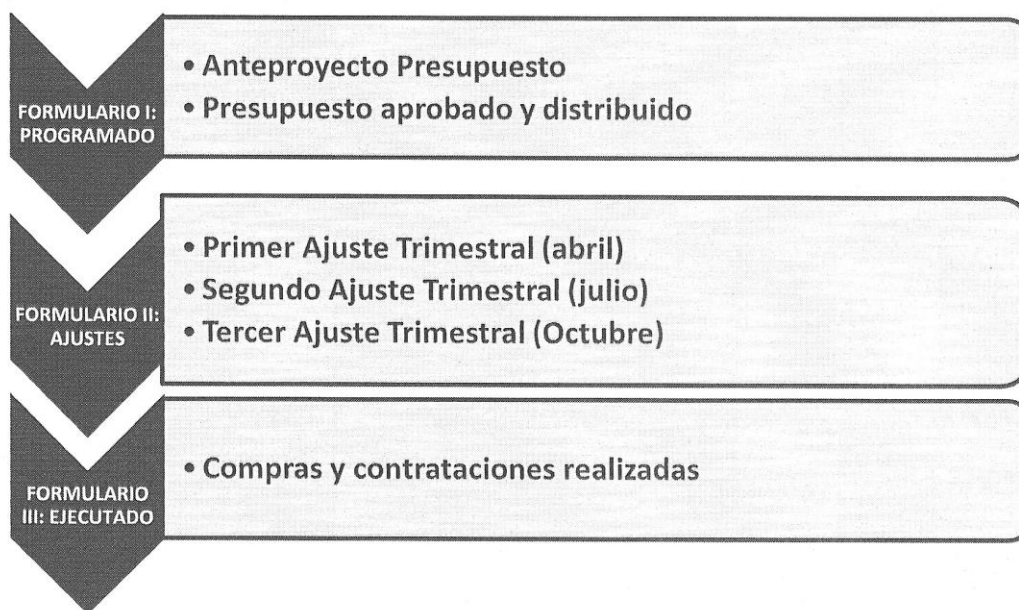 FORMULARIO I:
PROGRAMADO
• Anteproyecto Presupuesto
• Presupuesto aprobado y distribuido
FORMULARIO II:
AJUSTES
• Primer Ajuste Trimestral (abril)
• Segundo Ajuste Trimestral (julio)
• Tercer Ajuste Trimestral (Octubre)
FORMULARIO
III: EJECUTADO
• Compras y contrataciones realizadas